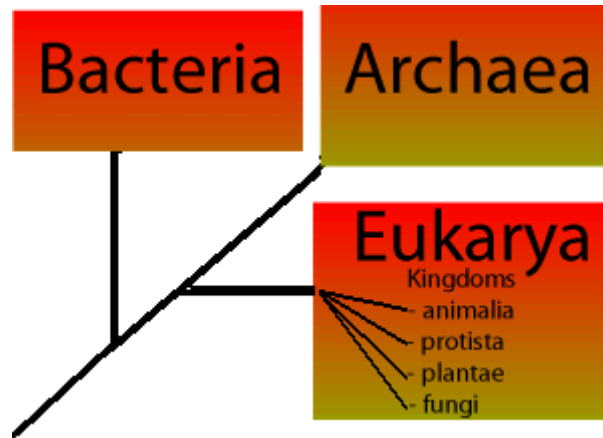 Bacteria
Archaea
Eukarya
Kingdoms
- animalia
- protista
- plantae
- fungi